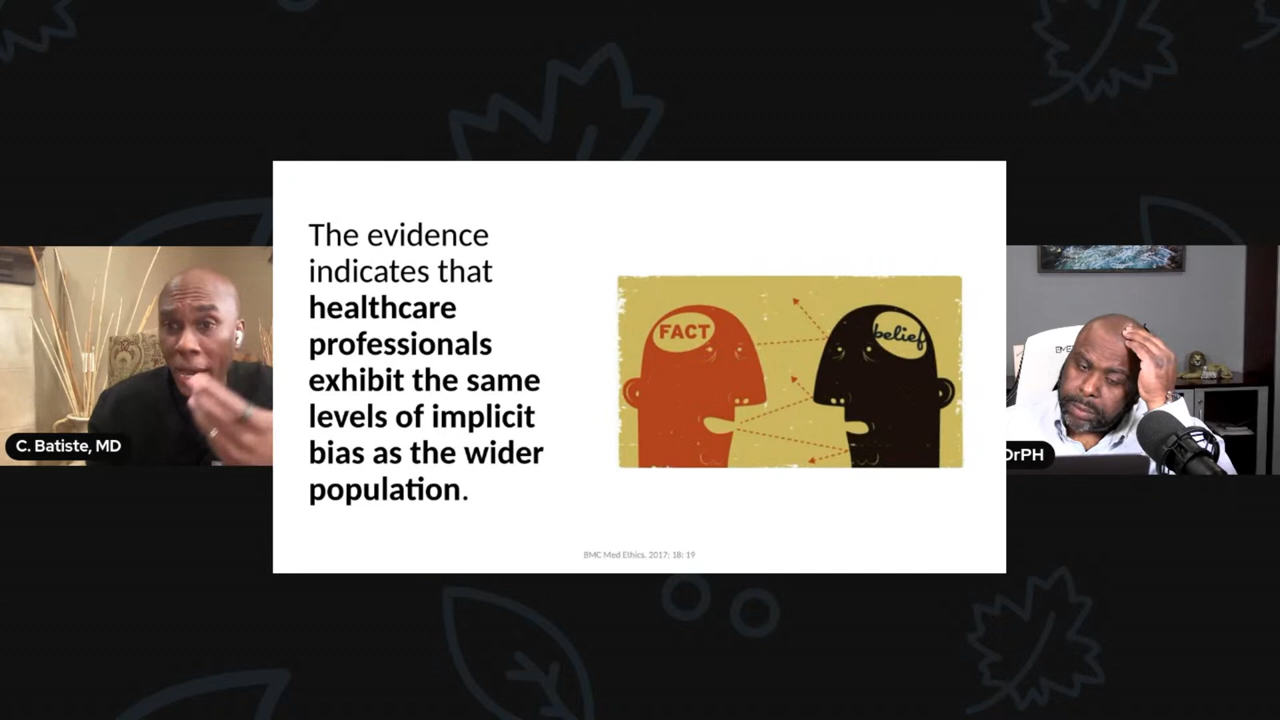 The evidence
indicates that
healthcare
professionals
exhibit the same
levels of implicit
bias as the wider
population.
FACT
belief
BMC Med Ethics. 2017; 18: 19
C. Batiste, MD
DrPH